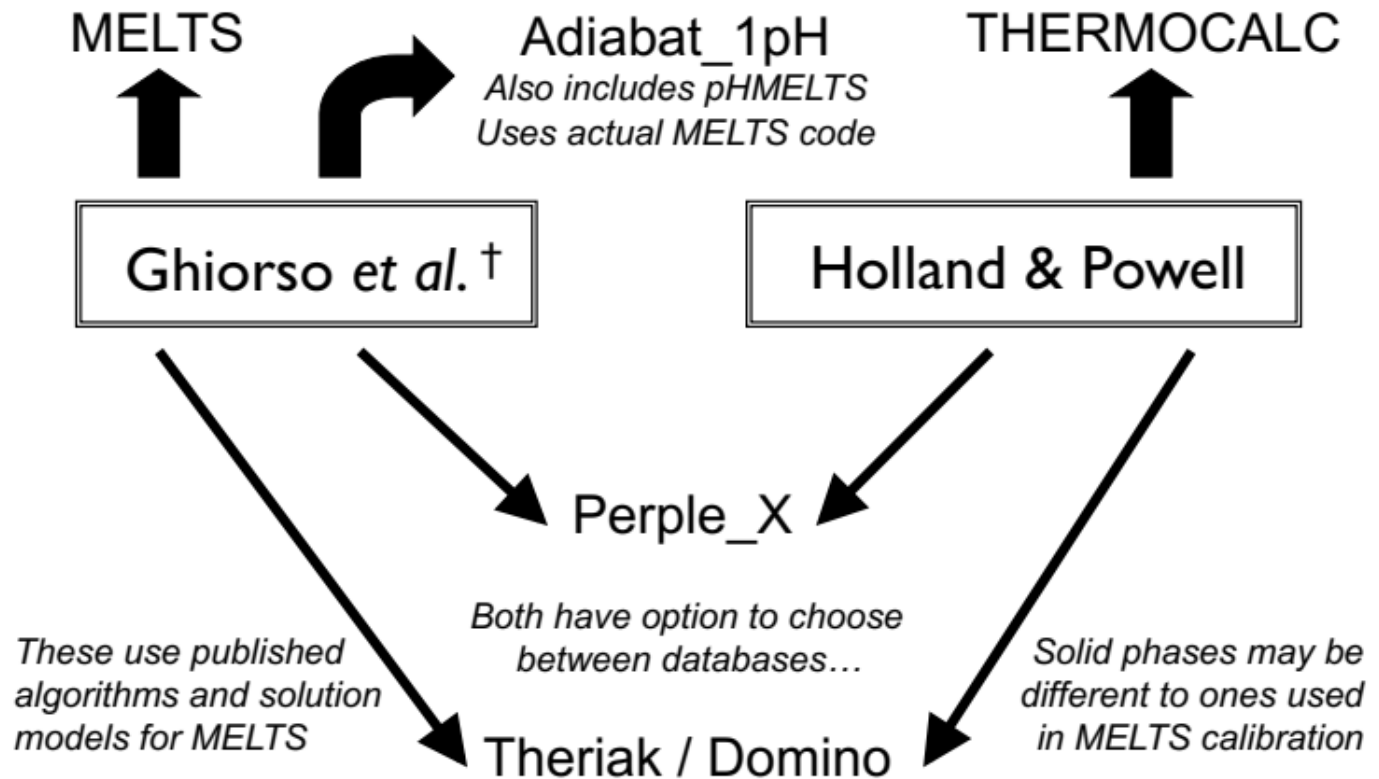 MELTS
Adiabat_1pH
Also includes pHMELTS
Uses actual MELTS code
THERMOCALC
Ghiorso et al. †
Holland & Powell
Perple_X
Both have option to choose
between databases…
These use published
algorithms and solution
models for MELTS
Solid phases may be
different to ones used
in MELTS calibration
Theriak / Domino